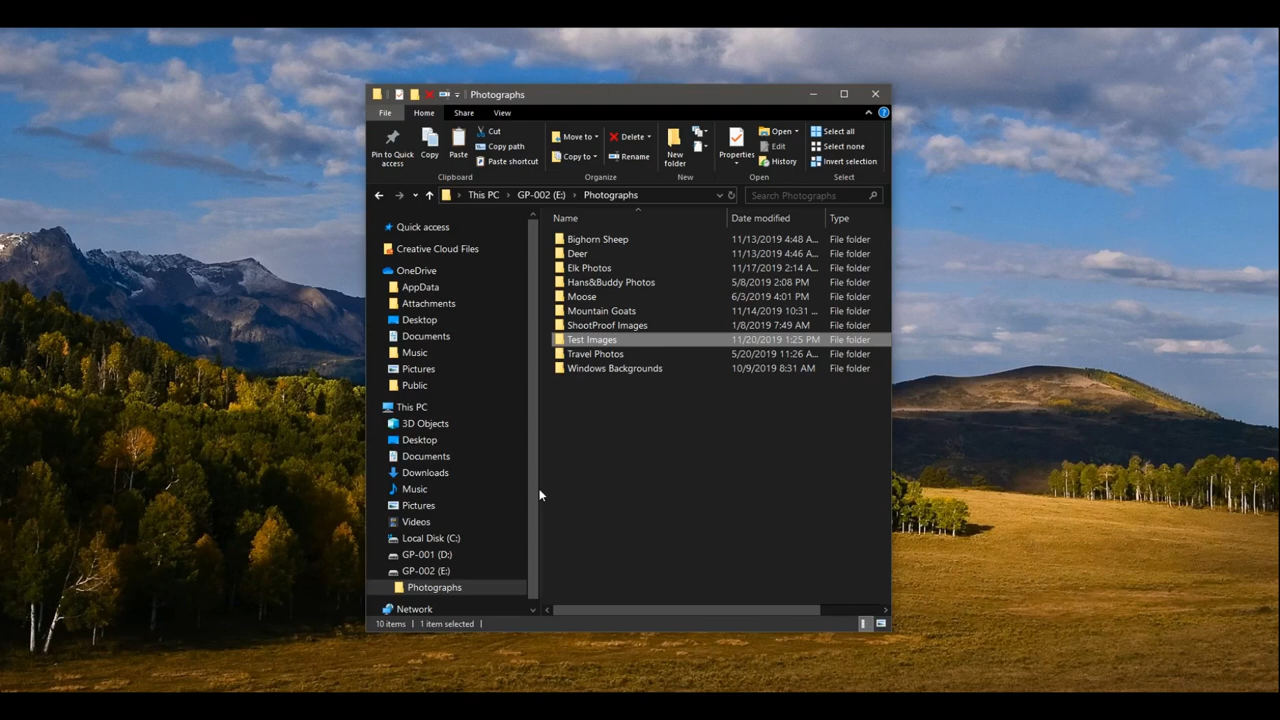 Photographs
File Home Share View
Pin to Quick access
Copy
Paste
Cut
Copy path
Paste shortcut
Clipboard
Move to
Copy to
Delete
Rename
Organize
New folder
New
Properties
Open
Edit
History
Open
Select all
Select none
Invert selection
Select
This PC > GP-002 (E:) > Photographs
Search Photographs
Quick access
Creative Cloud Files
OneDrive
AppData
Attachments
Desktop
Documents
Music
Pictures
Public
This PC
3D Objects
Desktop
Documents
Downloads
Music
Pictures
Videos
Local Disk (C:)
GP-001 (D:)
GP-002 (E:)
Photographs
Network
Name Date modified Type
Bighorn Sheep 11/13/2019 4:48 A... File folder
Deer 11/13/2019 4:46 A... File folder
Elk Photos 11/17/2019 2:14 A... File folder
Hans&Buddy Photos 5/8/2019 2:08 PM File folder
Moose 6/3/2019 4:01 PM File folder
Mountain Goats 11/14/2019 10:31 ... File folder
ShootProof Images 1/8/2019 7:49 AM File folder
Test Images 11/20/2019 1:25 PM File folder
Travel Photos 5/20/2019 11:26 A... File folder
Windows Backgrounds 10/9/2019 8:31 AM File folder
10 items 1 item selected